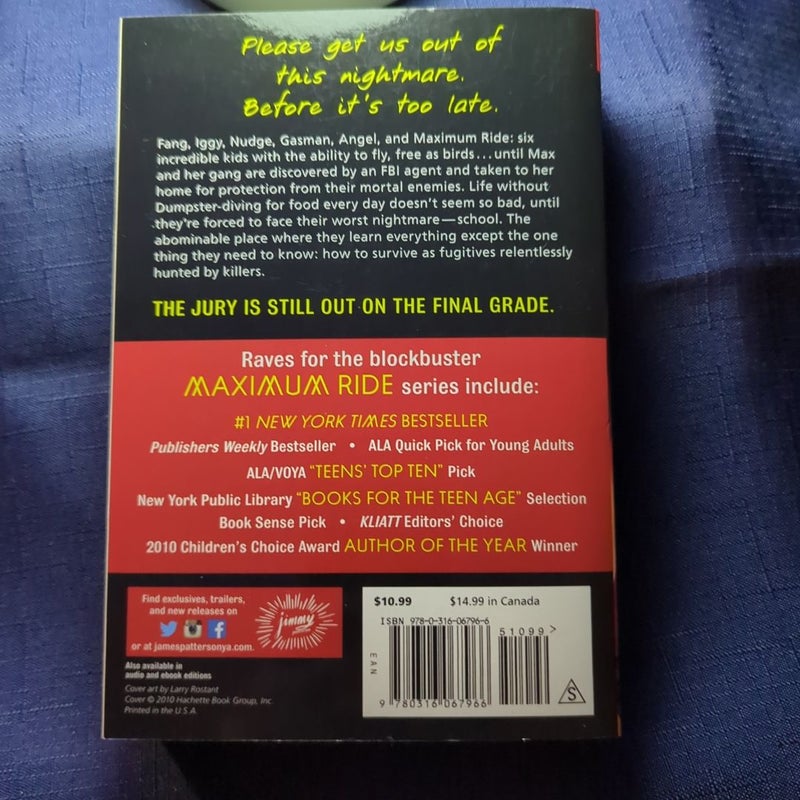 Please get us out of
this nightmare.
Before it's too late.
Fang, Iggy, Nudge, Gasman, Angel, and Maximum Ride: six
incredible kids with the ability to fly, free as birds...until Max
and her gang are discovered by an FBI agent and taken to her
home for protection from their mortal enemies. Life without
Dumpster-diving for food every day doesn't seem so bad, until
they're forced to face their worst nightmare—school. The
abominable place where they learn everything except the one
thing they need to know: how to survive as fugitives relentlessly
hunted by killers.
THE JURY IS STILL OUT ON THE FINAL GRADE.
Raves for the blockbuster
MAXIMUM RIDE series include:
#1 NEW YORK TIMES BESTSELLER
Publishers Weekly Bestseller • ALA Quick Pick for Young Adults
ALA/VOYA "TEENS' TOP TEN" Pick
New York Public Library "BOOKS FOR THE TEEN AGE" Selection
Book Sense Pick • KLIATT Editors' Choice
2010 Children's Choice Award AUTHOR OF THE YEAR Winner
Find exclusives, trailers,
and new releases on
or at jamespattersonya.com.
jimmy
Also available in
audio and ebook editions
Cover art by Larry Rostant
Cover © 2010 Hachette Book Group, Inc.
Printed in the U.S.A.
$10.99 $14.99 in Canada
ISBN 978-0-316-06796-6
51099>
EAN
9 780316 067966
S